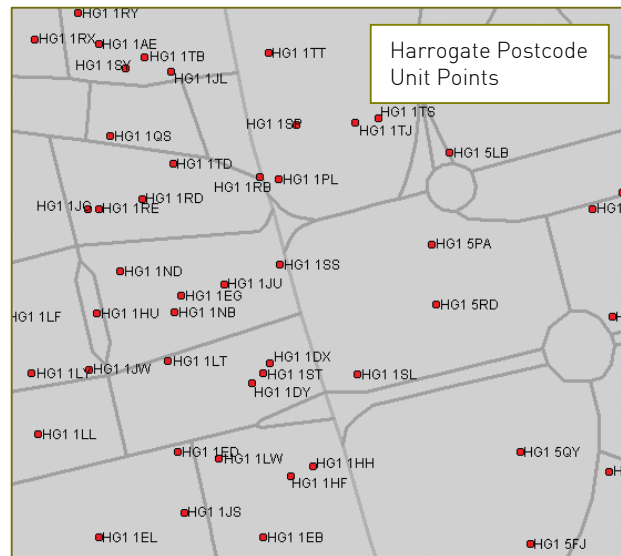 HG1 1RY
HG1 1RX
HG1 1AE
HG1 1TB
HG1 1TT
HG1 1SY
HG1 1JL
Harrogate Postcode
Unit Points
HG1 1QS
HG1 1SP
HG1 1TS
HG1 1TJ
HG1 5LB
HG1 1TD
HG1 1RB
HG1 1PL
HG1 1RD
HG1 1JG
HG1 1RE
HG1
HG1 5PA
HG1 1ND
HG1 1SS
HG1 1JU
HG1 1EG
HG1 5RD
HG1 1LF
HG1 1HU
HG1 1NB
HG1 1LY
HG1 1JW
HG1 1LT
HG1 1DX
HG1 1ST
HG1 1SL
HG1 1DY
HG1 1LL
HG1 1ED
HG1 1LW
HG1 1HH
HG1 5QY
HG1 1HF
HG1 1JS
HG1 1EL
HG1 1EB
HG1 5FJ